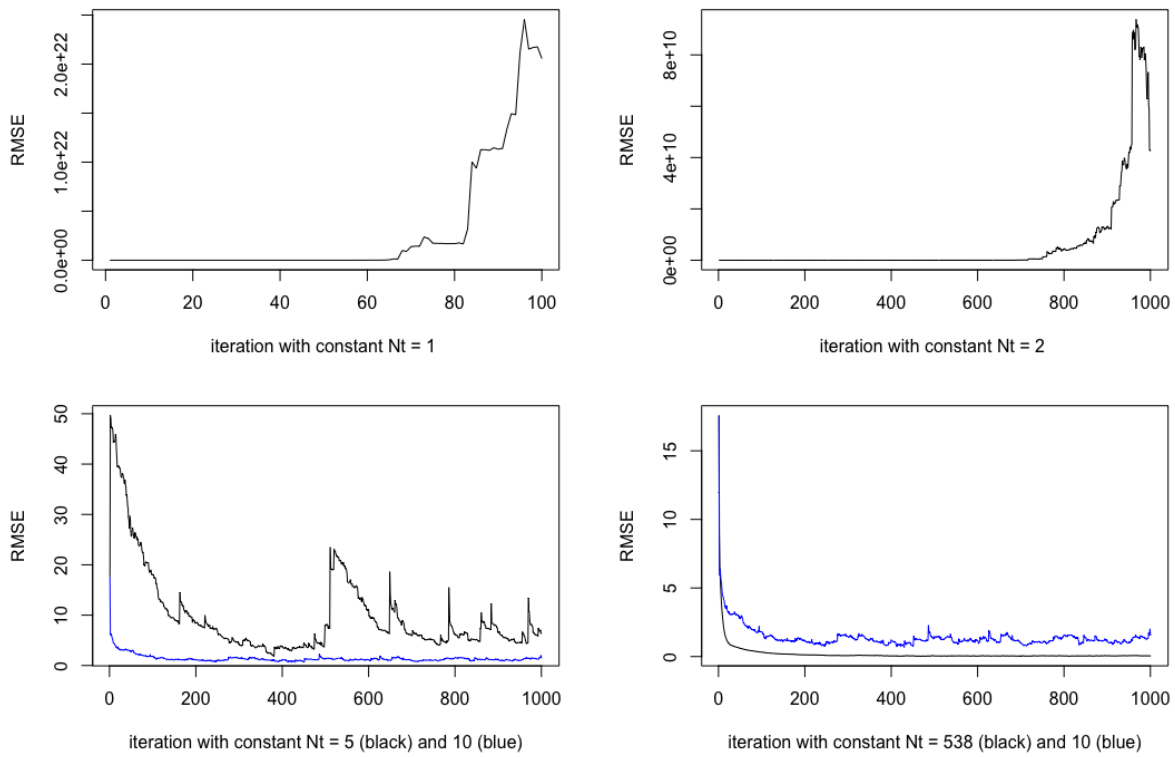 RMSE
0.0e+00
1.0e+22
2.0e+22
0 20 40 60 80 100
iteration with constant Nt = 1
RMSE
0e+00
4e+10
8e+10
0 200 400 600 800 1000
iteration with constant Nt = 2
RMSE
0 10 20 30 40 50
0 200 400 600 800 1000
iteration with constant Nt = 5 (black) and 10 (blue)
RMSE
0 5 10 15
0 200 400 600 800 1000
iteration with constant Nt = 538 (black) and 10 (blue)